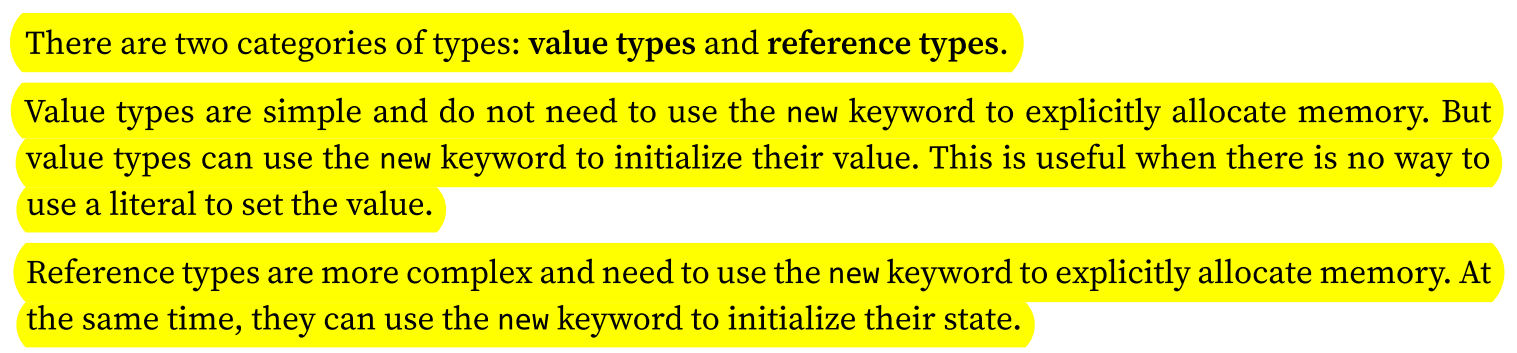 There are two categories of types: value types and reference types.
Value types are simple and do not need to use the new keyword to explicitly allocate memory. But
value types can use the new keyword to initialize their value. This is useful when there is no way to
use a literal to set the value.
Reference types are more complex and need to use the new keyword to explicitly allocate memory. At
the same time, they can use the new keyword to initialize their state.